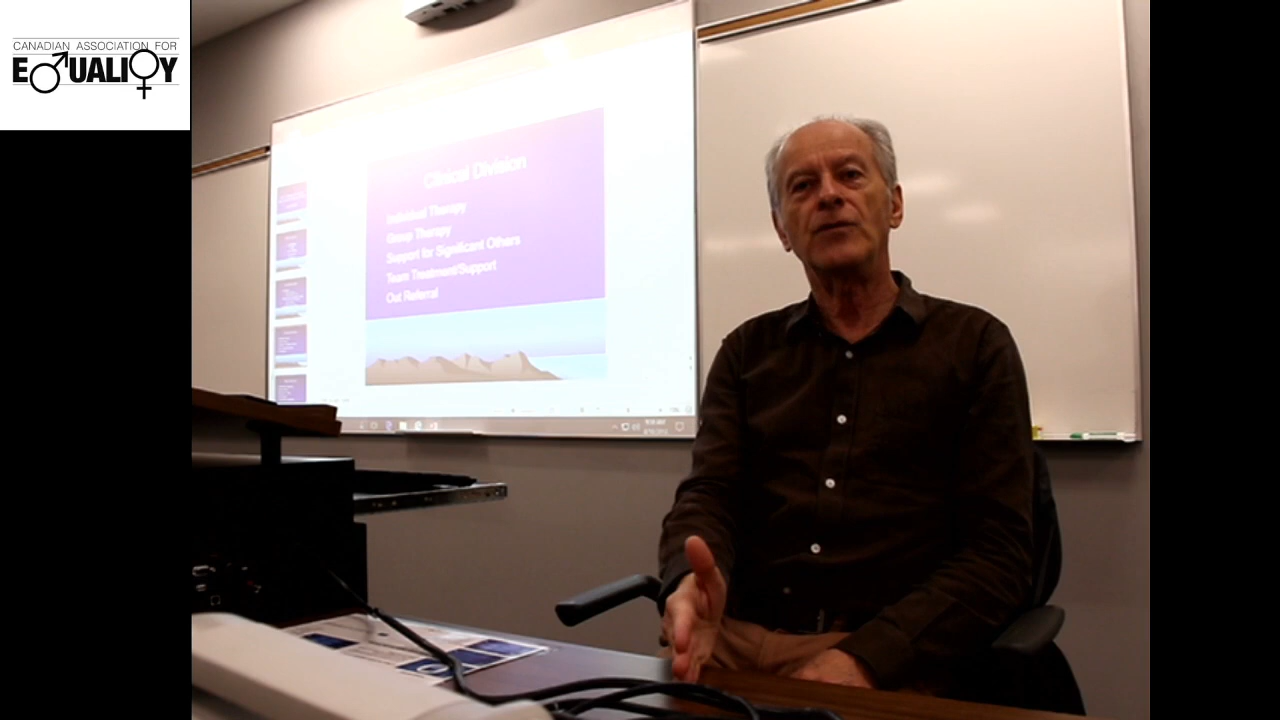 CANADIAN ASSOCIATION FOR
EQUALITY
Clinical Division
Individual Therapy
Group Therapy
Support for Significant Others
Team Treatment/Support
Out Referral